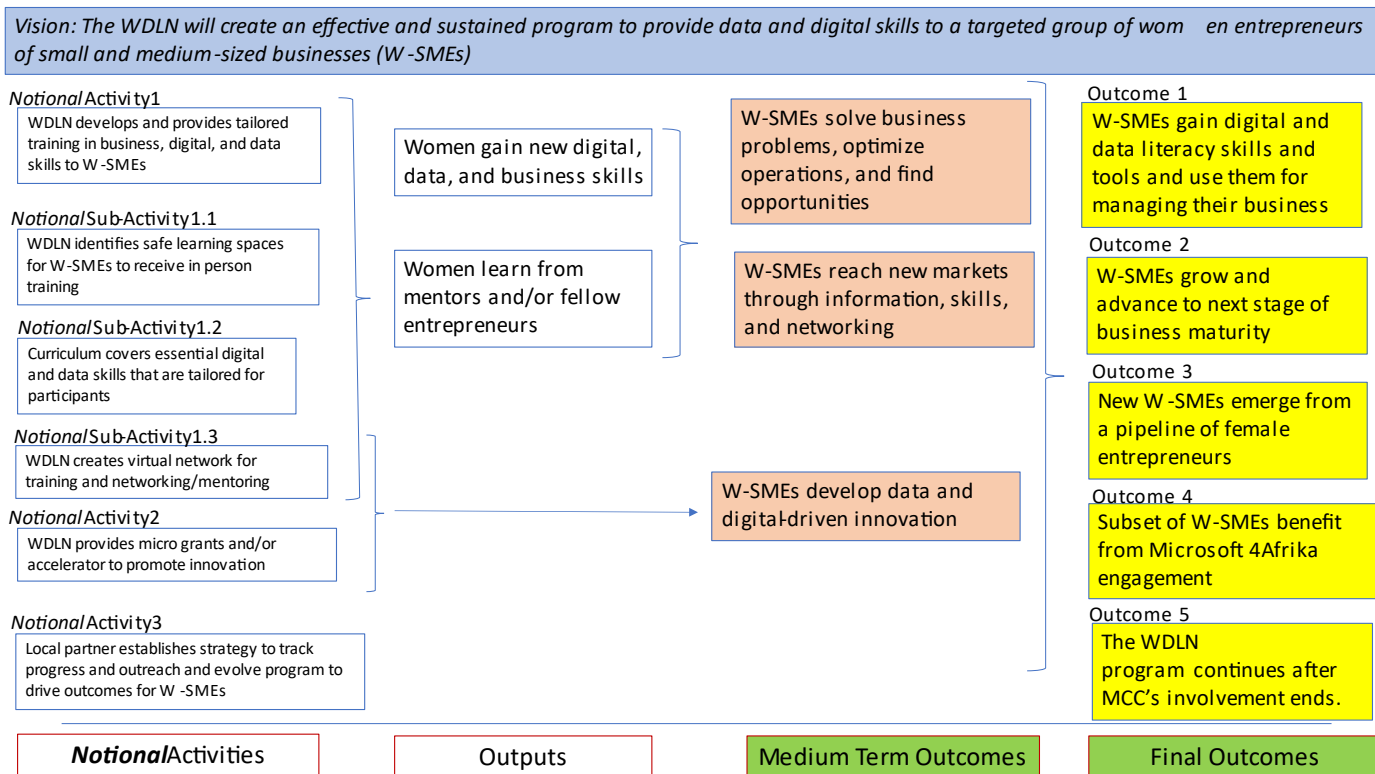 Vision: The WDLN will create an effective and sustained program to provide data and digital skills to a targeted group of wom en entrepreneurs
of small and medium-sized businesses (W-SMEs)
Notional Activity1
WDLN develops and provides tailored
training in business, digital, and data
skills to W-SMEs
Notional Sub-Activity1.1
WDLN identifies safe learning spaces
for W-SMEs to receive in person
training
Notional Sub-Activity1.2
Curriculum covers essential digital
and data skills that are tailored for
participants
Notional Sub-Activity1.3
WDLN creates virtual network for
training and networking/mentoring
Notional Activity2
WDLN provides micro grants and/or
accelerator to promote innovation
Notional Activity3
Local partner establishes strategy to track
progress and outreach and evolve program to
drive outcomes for W-SMEs
Women gain new digital,
data, and business skills
Women learn from
mentors and/or fellow
entrepreneurs
W-SMEs solve business
problems, optimize
operations, and find
opportunities
W-SMEs reach new markets
through information, skills,
and networking
W-SMEs develop data and
digital-driven innovation
Outcome 1
W-SMEs gain digital and
data literacy skills and
tools and use them for
managing their business
Outcome 2
W-SMEs grow and
advance to next stage of
business maturity
Outcome 3
New W-SMEs emerge from
a pipeline of female
entrepreneurs
Outcome 4
Subset of W-SMEs benefit
from Microsoft 4Afrika
engagement
Outcome 5
The WDLN
program continues after
MCC's involvement ends.
Notional Activities
Outputs
Medium Term Outcomes
Final Outcomes